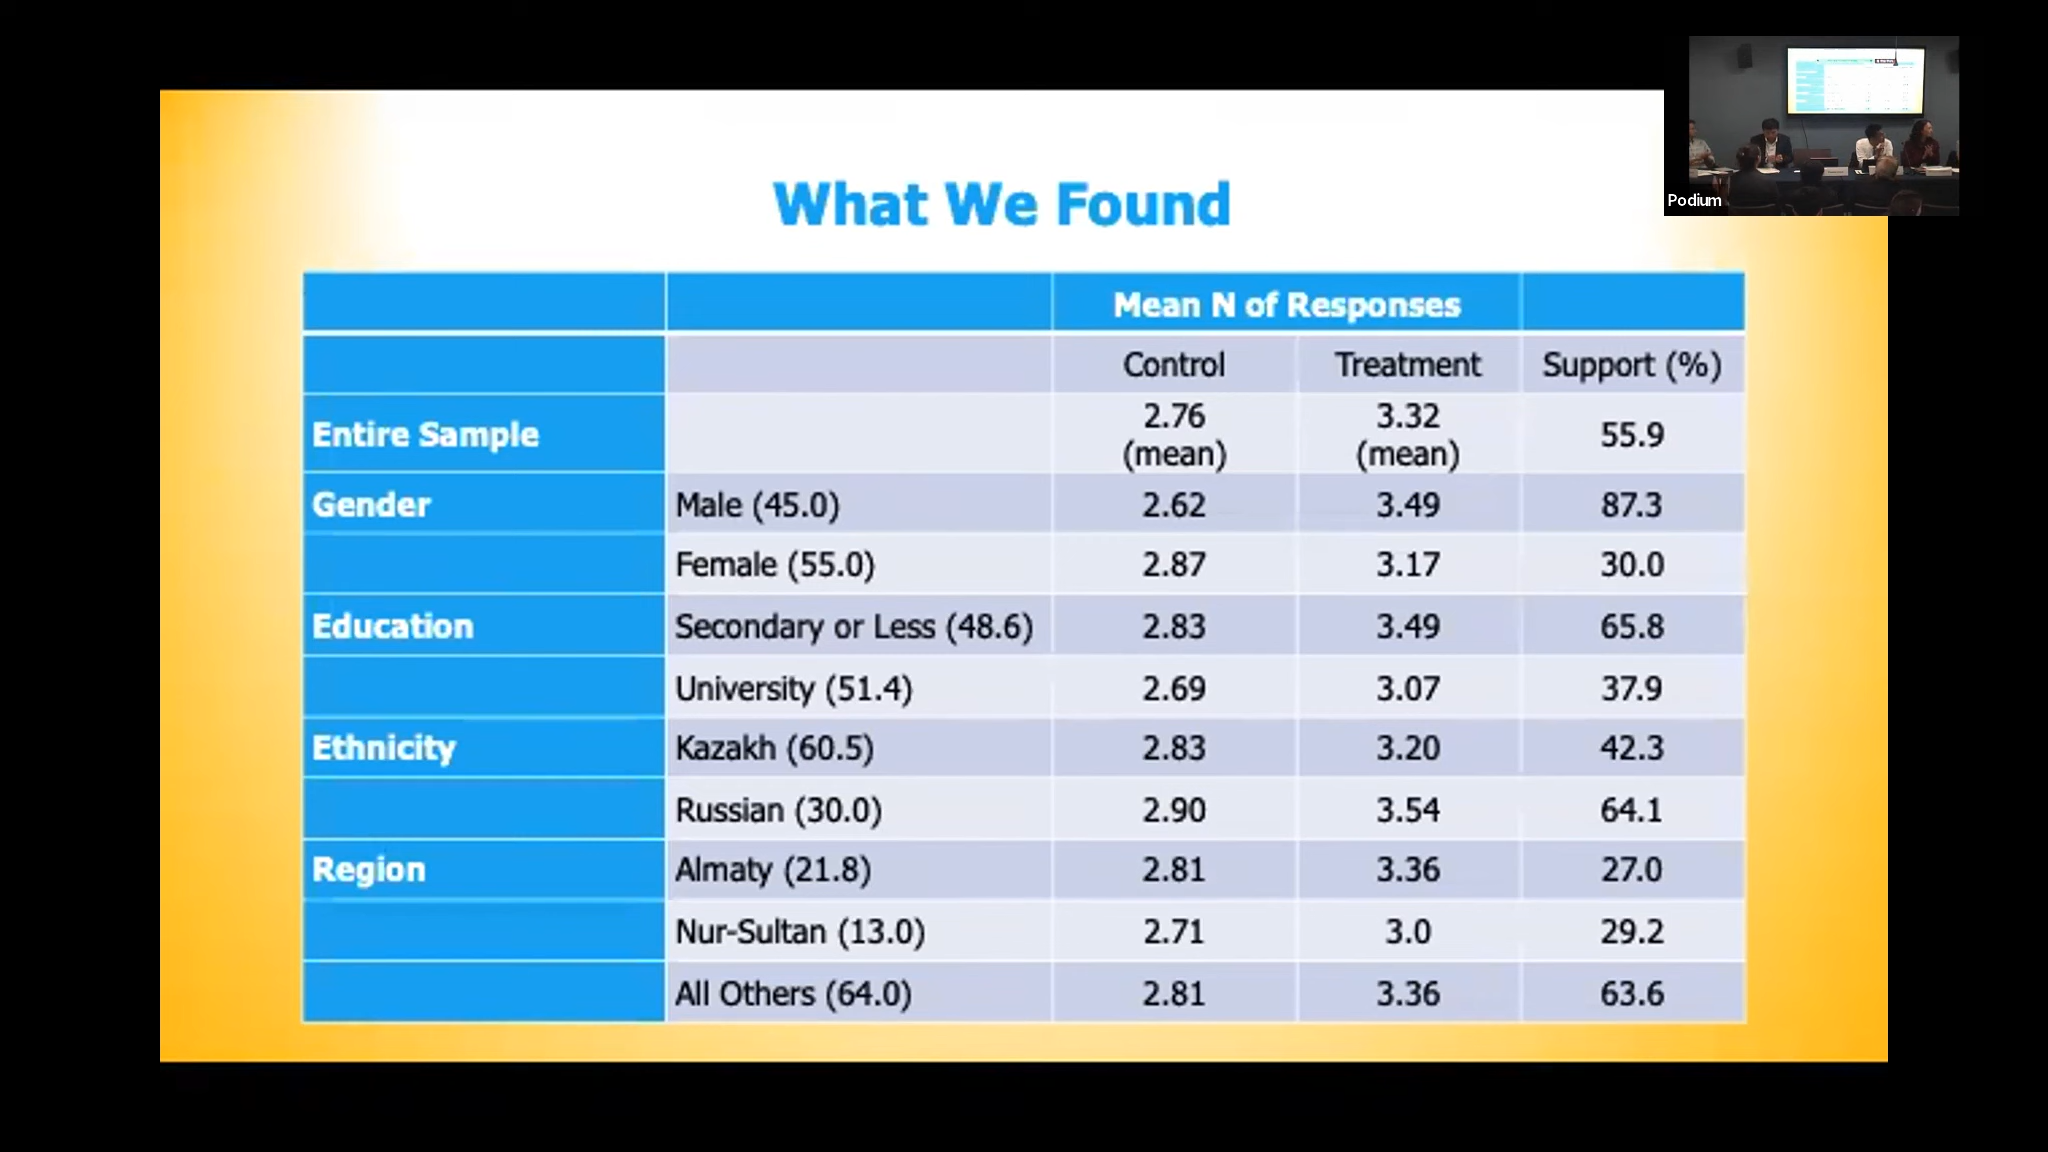 Podium
What We Found
Mean N of Responses
Control Treatment Support (%)
Entire Sample 2.76 (mean) 3.32 (mean) 55.9
Gender Male (45.0) 2.62 3.49 87.3
Female (55.0) 2.87 3.17 30.0
Education Secondary or Less (48.6) 2.83 3.49 65.8
University (51.4) 2.69 3.07 37.9
Ethnicity Kazakh (60.5) 2.83 3.20 42.3
Russian (30.0) 2.90 3.54 64.1
Region Almaty (21.8) 2.81 3.36 27.0
Nur-Sultan (13.0) 2.71 3.0 29.2
All Others (64.0) 2.81 3.36 63.6